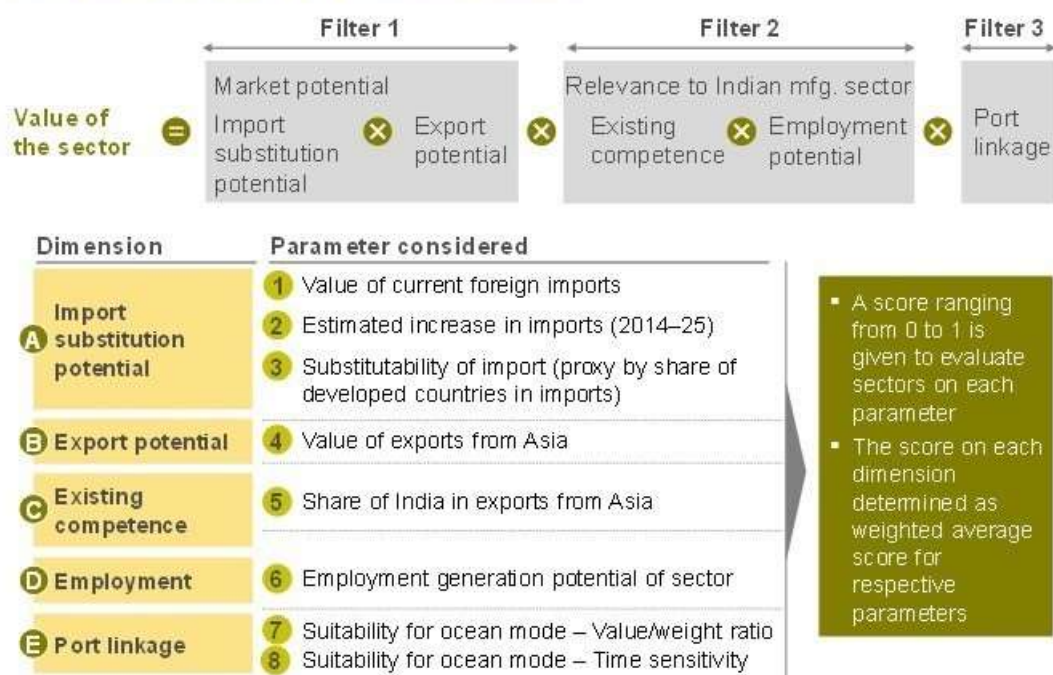 Filter 1
Filter 2
Filter 3
Value of
the sector
=
Market potential
Import
substitution
potential
×
Export
potential
×
Relevance to Indian mfg. sector
Existing
competence
×
Employment
potential
×
Port
linkage
Dimension
Parameter considered
A
Import
substitution
potential
1 Value of current foreign imports
2 Estimated increase in imports (2014–25)
3 Substitutability of import (proxy by share of
developed countries in imports)
B Export potential
4 Value of exports from Asia
C Existing
competence
5 Share of India in exports from Asia
D Employment
6 Employment generation potential of sector
E Port linkage
7 Suitability for ocean mode – Value/weight ratio
8 Suitability for ocean mode – Time sensitivity
▪ A score ranging
from 0 to 1 is
given to evaluate
sectors on each
parameter
▪ The score on each
dimension
determined as
weighted average
score for
respective
parameters